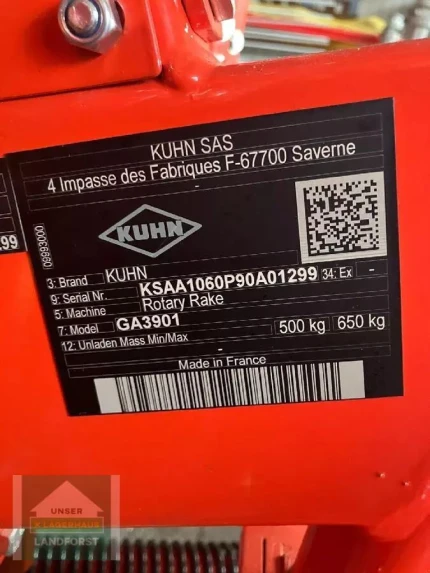 KUHN SAS
4 Impasse des Fabriques F-67700 Saverne
09993000
KUHN
3: Brand KUHN
9: Serial Nr. KSAA1060P90A01299 34: Ex -
5: Machine Rotary Rake
7: Model GA3901
12: Unladen Mass Min/Max 500 kg 650 kg
Made in France
99
UNSER
LAGERHAUS
LANDFORST